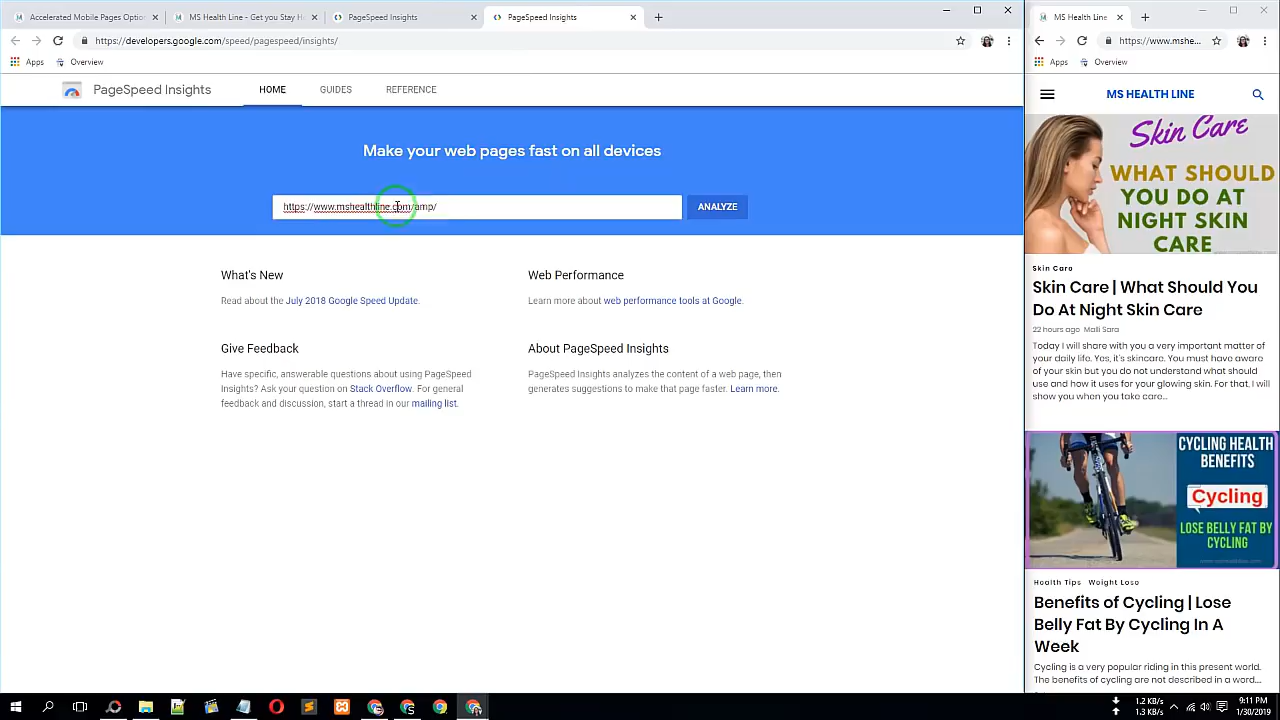 Accelerated Mobile Pages Optio
MS Health Line - Get you Stay H
PageSpeed Insights
PageSpeed Insights
MS Health Line
https://developers.google.com/speed/pagespeed/insights/
https://www.mshe...
Apps
Overview
Apps
Overview
PageSpeed Insights
HOME
GUIDES
REFERENCE
MS HEALTH LINE
Make your web pages fast on all devices
https://www.mshealthline.com/amp/
ANALYZE
What's New
Read about the July 2018 Google Speed Update.
Web Performance
Learn more about web performance tools at Google.
Give Feedback
Have specific, answerable questions about using PageSpeed
Insights? Ask your question on Stack Overflow. For general
feedback and discussion, start a thread in our mailing list.
About PageSpeed Insights
PageSpeed Insights analyzes the content of a web page, then
generates suggestions to make that page faster. Learn more.
Skin Care
WHAT SHOULD
YOU DO AT
NIGHT SKIN
CARE
Skin Care
Skin Care | What Should You
Do At Night Skin Care
22 hours ago Malli Sara
Today I will share with you a very important matter of
your daily life. Yes, it's skincare. You must have aware
of your skin but you do not understand what should
use and how it uses for your glowing skin. For that, I will
show you when you take care...
CYCLING HEALTH
BENEFITS
Cycling
LOSE BELLY FAT BY
CYCLING
Health Tips Weight Loss
Benefits of Cycling | Lose
Belly Fat By Cycling In A
Week
Cycling is a very popular riding in this present world.
The benefits of cycling are not described in a word...
1.2 KB/s
1.3 KB/s
9:11 PM
1/30/2019